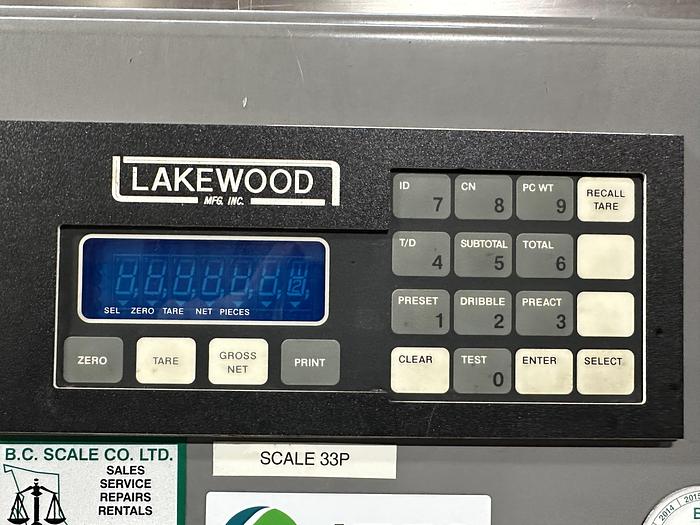 LAKEWOOD
MFG. INC.
SEL ZERO TARE NET PIECES
ZERO
TARE
GROSS
NET
PRINT
ID
7
CN
8
PC WT
9
RECALL
TARE
T/D
4
SUBTOTAL
5
TOTAL
6
PRESET
1
DRIBBLE
2
PREACT
3
CLEAR
TEST
0
ENTER
SELECT
B.C. SCALE CO. LTD.
SALES
SERVICE
REPAIRS
RENTALS
SCALE 33P
2014